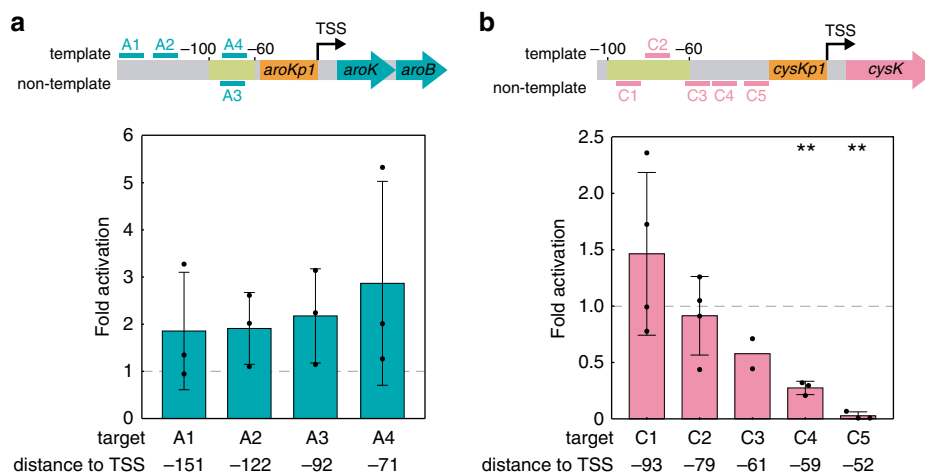 a
TSS
template A1 A2 –100 A4 –60
aroKp1 aroK aroB
non-template A3
Fold activation
6
5
4
3
2
1
0
target A1 A2 A3 A4
distance to TSS –151 –122 –92 –71
b
TSS
template –100 C2 –60
cysKp1 cysK
non-template C1 C3 C4 C5
Fold activation
2.5
2.0
1.5
1.0
0.5
0
** **
target C1 C2 C3 C4 C5
distance to TSS –93 –79 –61 –59 –52